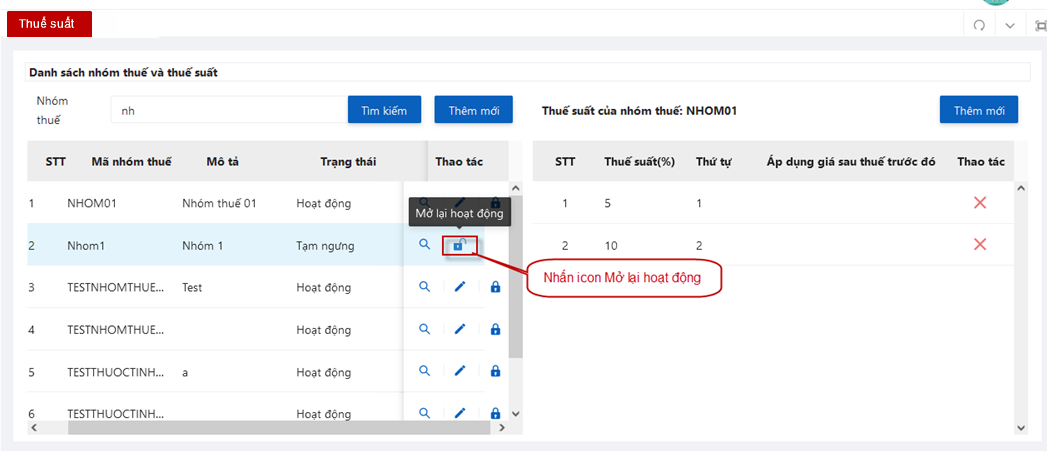 Thuế suất
Danh sách nhóm thuế và thuế suất
Nhóm thuế
nh
Tìm kiếm
Thêm mới
Thuế suất của nhóm thuế: NHOM01
Thêm mới
STT Mã nhóm thuế Mô tả Trạng thái Thao tác
1 NHOM01 Nhóm thuế 01 Hoạt động
Mở lại hoạt động
2 Nhom1 Nhóm 1 Tạm ngưng
Nhấn icon Mở lại hoạt động
3 TESTNHOMTHUE... Test Hoạt động
4 TESTNHOMTHUE... Hoạt động
5 TESTTHUOCTINH... a Hoạt động
6 TESTTHUOCTINH... Hoạt động
STT Thuế suất(%) Thứ tự Áp dụng giá sau thuế trước đó Thao tác
1 5 1
2 10 2